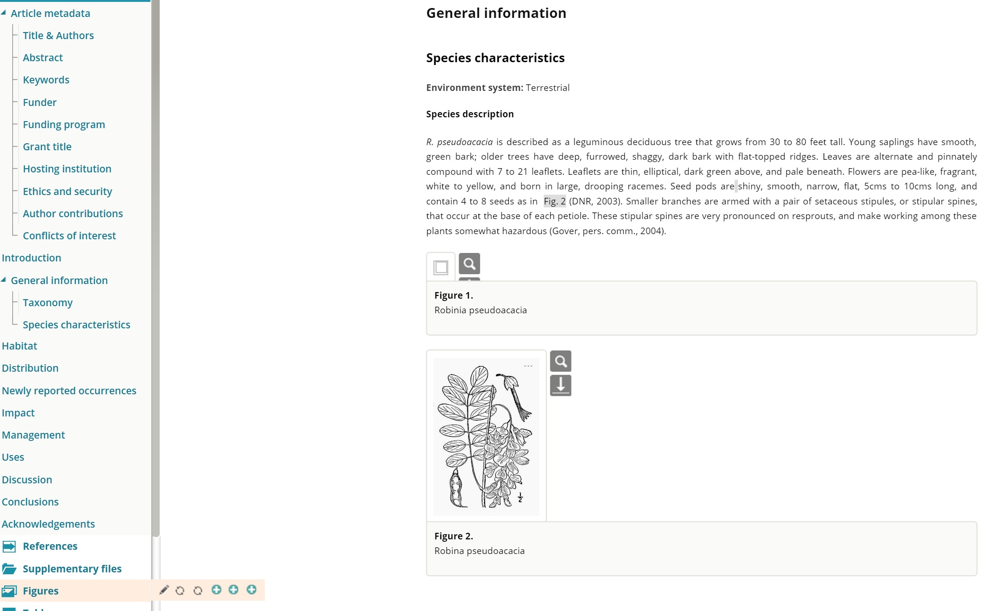 Article metadata
Title & Authors
Abstract
Keywords
Funder
Funding program
Grant title
Hosting institution
Ethics and security
Author contributions
Conflicts of interest
Introduction
General information
Taxonomy
Species characteristics
Habitat
Distribution
Newly reported occurrences
Impact
Management
Uses
Discussion
Conclusions
Acknowledgements
References
Supplementary files
Figures
General information
Species characteristics
Environment system: Terrestrial
Species description
R. pseudoacacia is described as a leguminous deciduous tree that grows from 30 to 80 feet tall. Young saplings have smooth,
green bark; older trees have deep, furrowed, shaggy, dark bark with flat-topped ridges. Leaves are alternate and pinnately
compound with 7 to 21 leaflets. Leaflets are thin, elliptical, dark green above, and pale beneath. Flowers are pea-like, fragrant,
white to yellow, and born in large, drooping racemes. Seed pods are shiny, smooth, narrow, flat, 5cms to 10cms long, and
contain 4 to 8 seeds as in Fig. 2 (DNR, 2003). Smaller branches are armed with a pair of setaceous stipules, or stipular spines,
that occur at the base of each petiole. These stipular spines are very pronounced on resprouts, and make working among these
plants somewhat hazardous (Gover, pers. comm., 2004).
Figure 1.
Robinia pseudoacacia
1/2
Figure 2.
Robina pseudoacacia